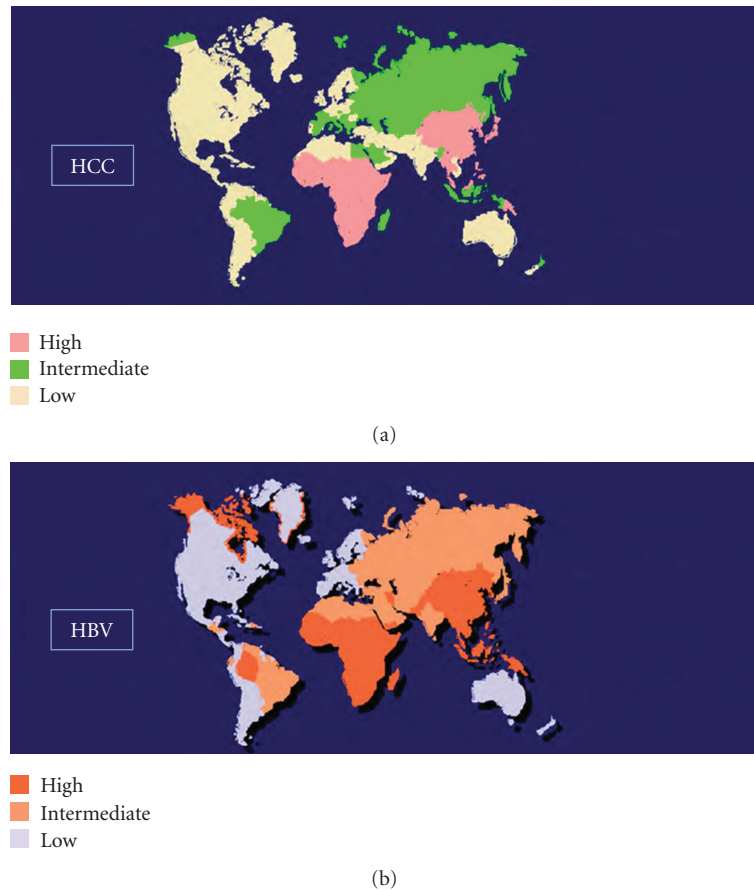 HCC
High
Intermediate
Low
(a)
HBV
High
Intermediate
Low
(b)